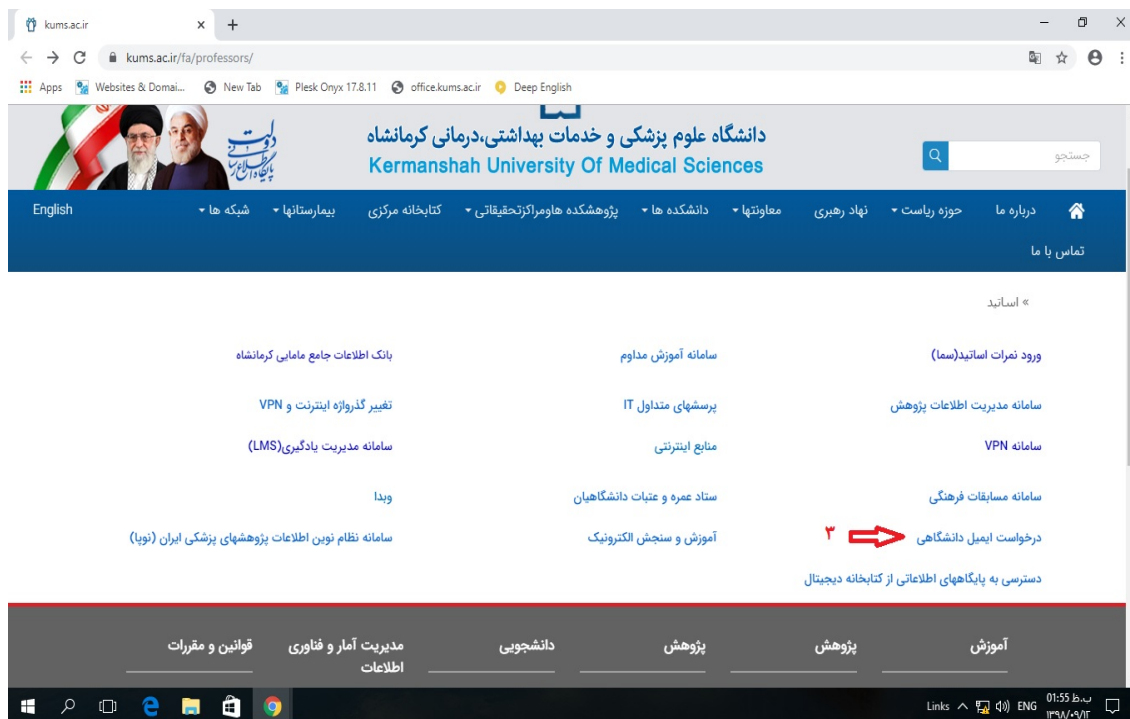 kums.ac.ir
kums.ac.ir/fa/professors/
Apps Websites & Domai... New Tab Plesk Onyx 17.8.11 office.kums.ac.ir Deep English
دانشگاه علوم پزشکی و خدمات بهداشتی،درمانی کرمانشاه
Kermanshah University Of Medical Sciences
جستجو
درباره ما حوزه ریاست نهاد رهبری معاونتها دانشکده ها پژوهشکده هاومراکزتحقیقاتی کتابخانه مرکزی بیمارستانها شبکه ها English
تماس با ما
» اساتید
ورود نمرات اساتید(سما) سامانه آموزش مداوم بانک اطلاعات جامع مامایی کرمانشاه
سامانه مدیریت اطلاعات پژوهش پرسشهای متداول IT تغییر گذرواژه اینترنت و VPN
سامانه VPN منابع اینترنتی سامانه مدیریت یادگیری(LMS)
سامانه مسابقات فرهنگی ستاد عمره و عتبات دانشگاهیان وبدا
درخواست ایمیل دانشگاهی ۳ آموزش و سنجش الکترونیک سامانه نظام نوین اطلاعات پژوهشهای پزشکی ایران (نوپا)
دسترسی به پایگاههای اطلاعاتی از کتابخانه دیجیتال
آموزش پژوهش پژوهش دانشجویی مدیریت آمار و فناوری قوانین و مقررات
اطلاعات
Links ENG 01:55 ب.ظ
۱۳۹۸/۰۹/۱۲